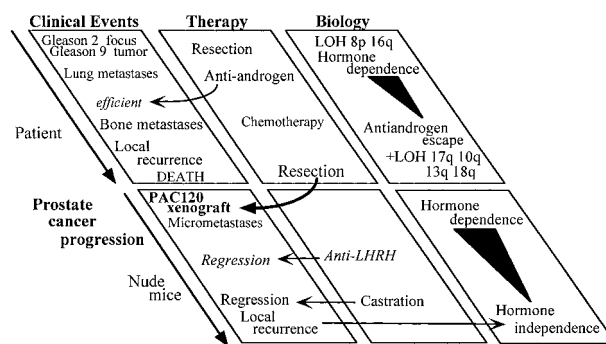 Clinical Events
Therapy
Biology
Gleason 2 focus
Gleason 9 tumor
Lung metastases
efficient
Bone metastases
Local
recurrence
DEATH
Resection
Anti-androgen
Chemotherapy
Resection
LOH 8p 16q
Hormone
dependence
Antiandrogen
escape
+LOH 17q 10q
13q 18q
Patient
Prostate
cancer
progression
Nude
mice
PAC120
xenograft
Micrometastases
Regression
Anti-LHRH
Regression
Castration
Local
recurrence
Hormone
dependence
Hormone
independence